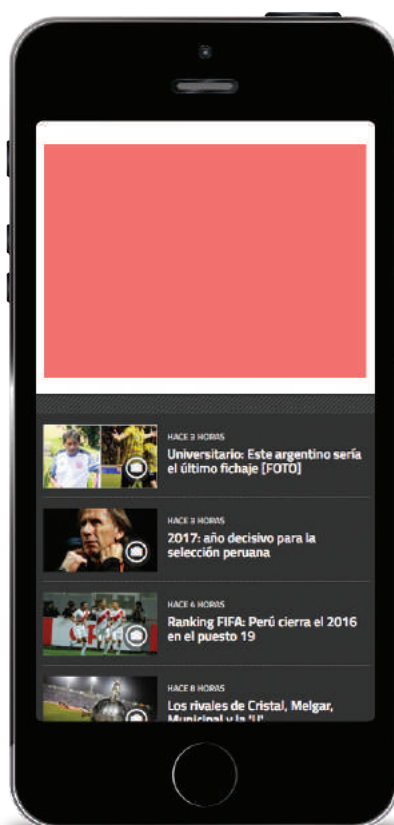 HACE 3 HORAS
Universitario: Este argentino sería
el último fichaje [FOTO]
HACE 3 HORAS
2017: año decisivo para la
selección peruana
HACE 4 HORAS
Ranking FIFA: Perú cierra el 2016
en el puesto 19
HACE 8 HORAS
Los rivales de Cristal, Melgar,
Municipal y la 'U'